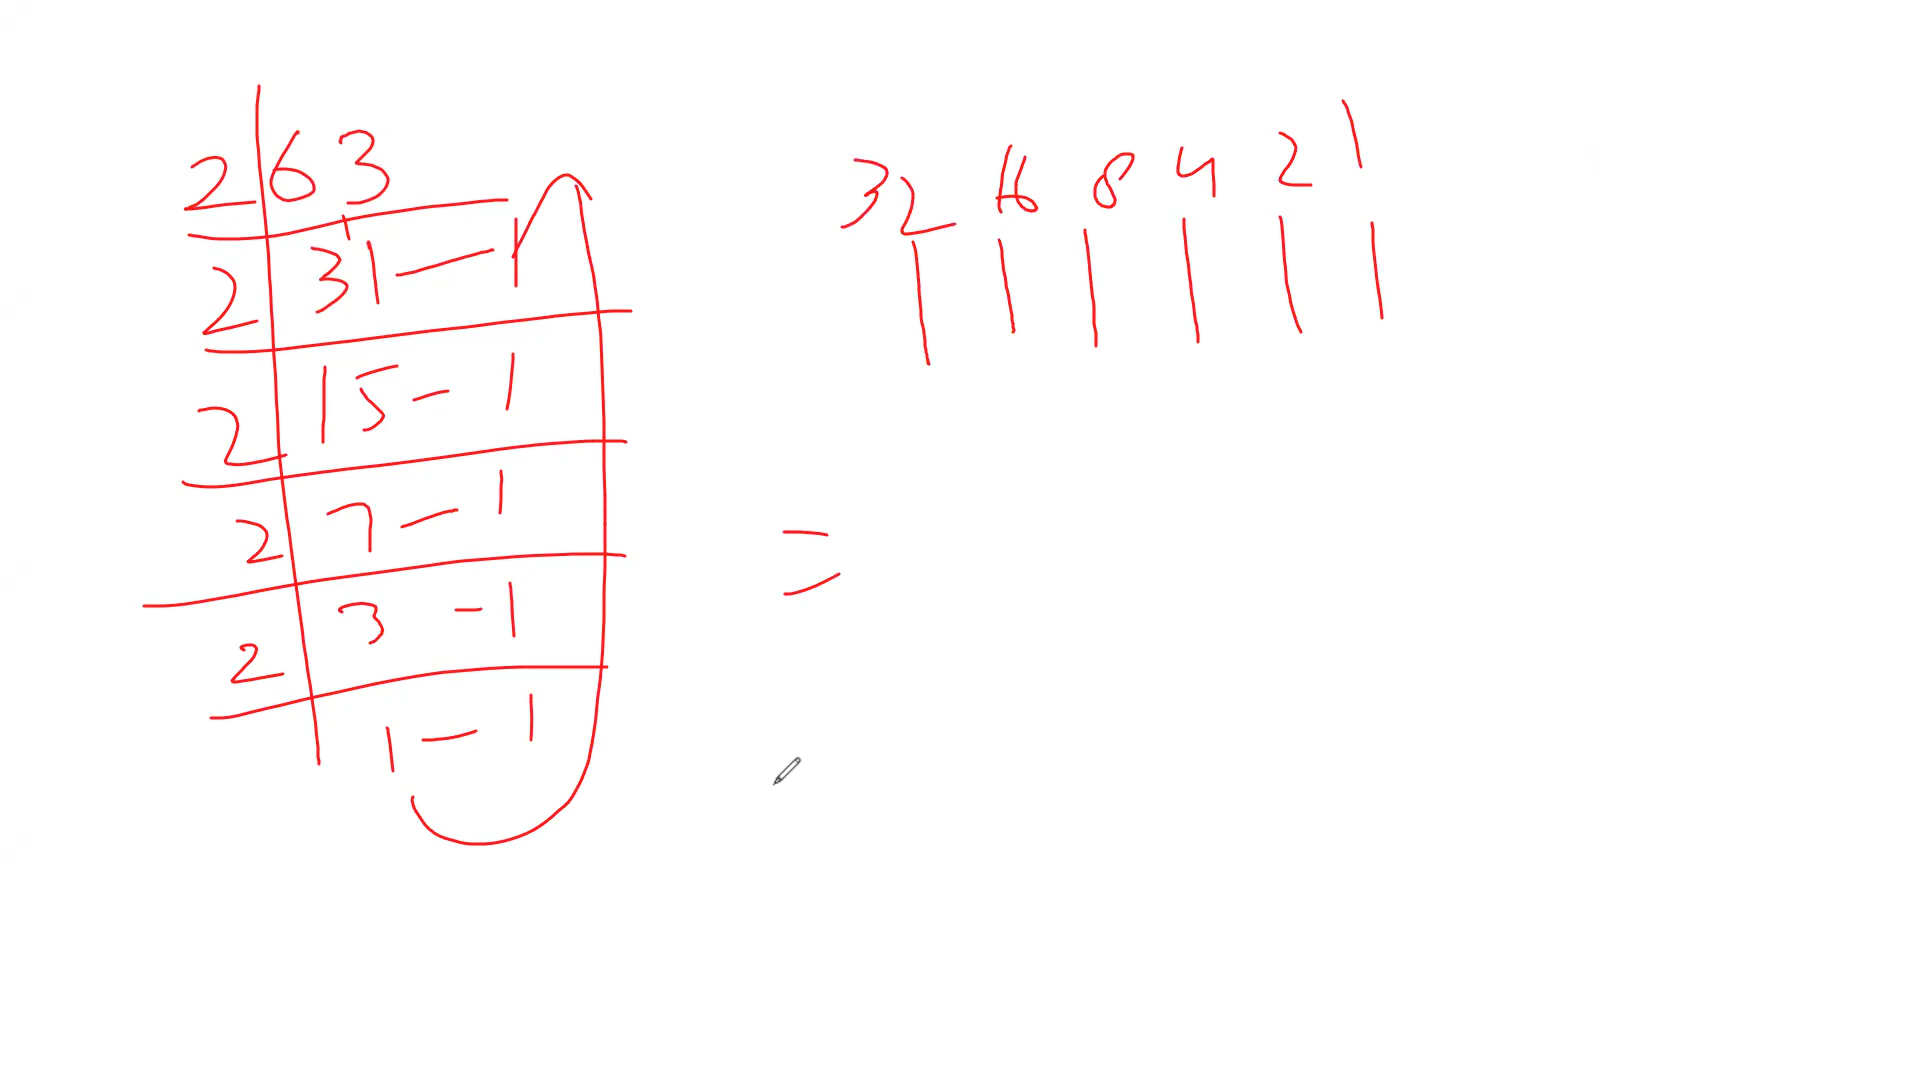 2 63
2 31 — 1
2 15 - 1
2 7 — 1
2 3 - 1
1 — 1
32 16 8 4 2 1
1 1 1 1 1 1
=